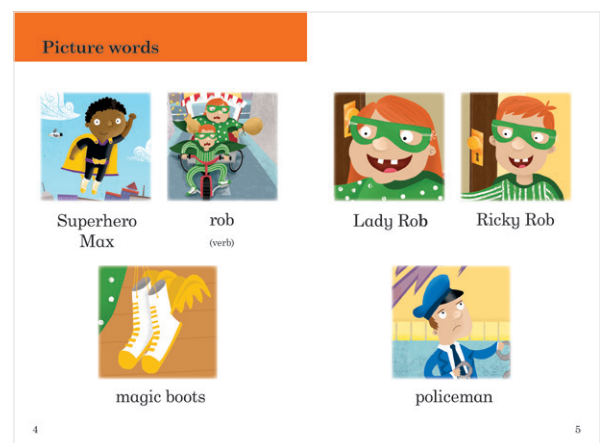 Picture words
Superhero
Max
rob
(verb)
Lady Rob
Ricky Rob
magic boots
policeman
4
5